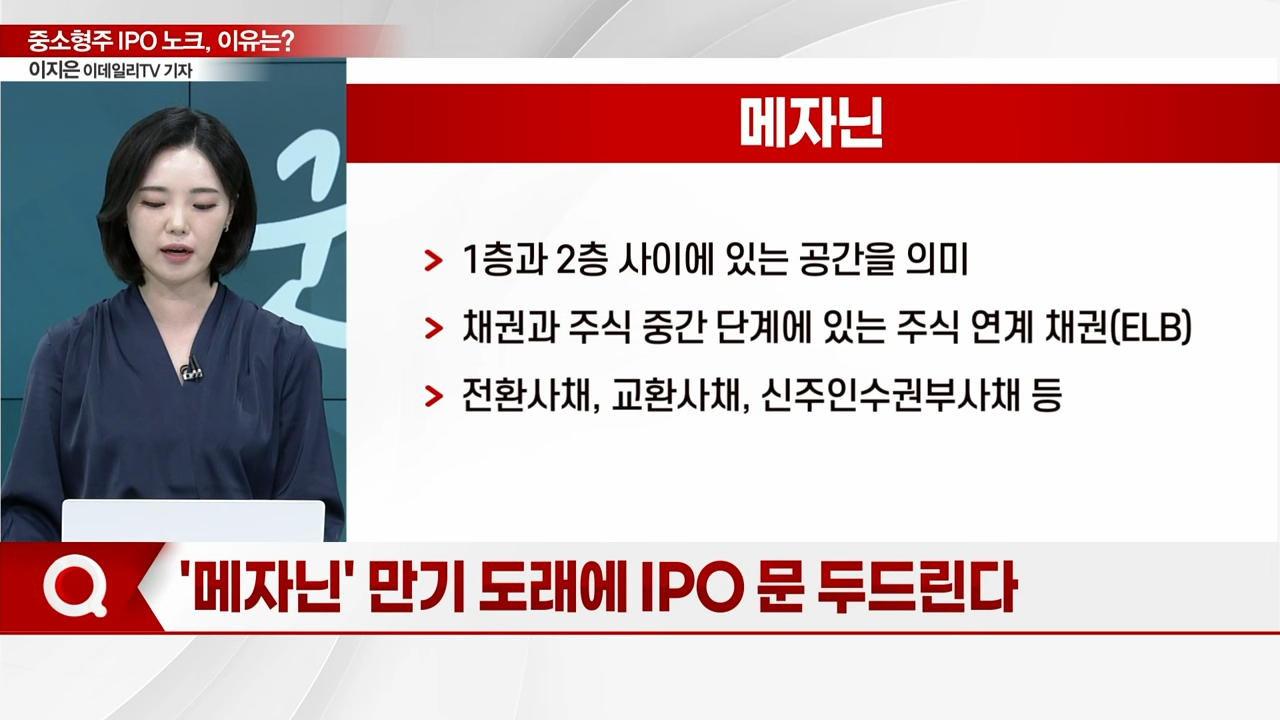 중소형주 IPO 노크, 이유는?
이지은 이데일리TV 기자
메자닌
1층과 2층 사이에 있는 공간을 의미
채권과 주식 중간 단계에 있는 주식 연계 채권(ELB)
전환사채, 교환사채, 신주인수권부사채 등
'메자닌' 만기 도래에 IPO 문 두드린다